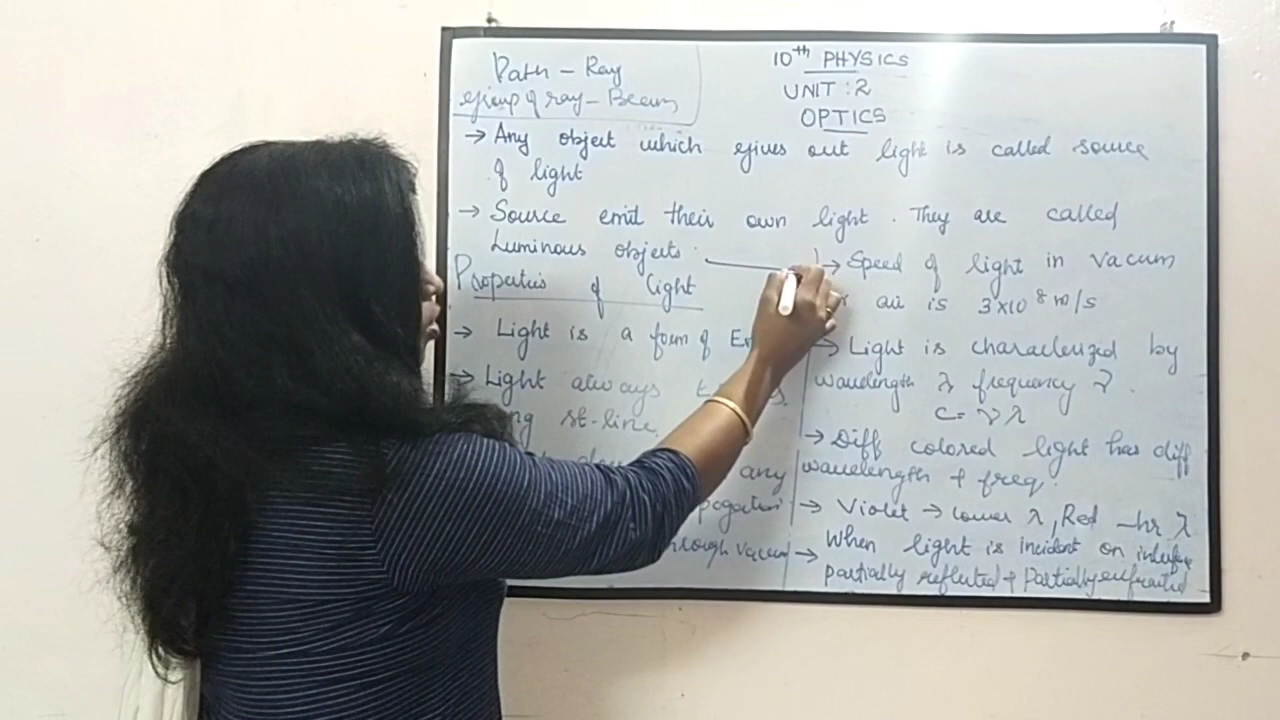 Path - Ray
group of ray - Beam
10th PHYSICS
UNIT : 2
OPTICS
→ Any object which gives out light is called source
of light
→ Source emit their own light. They are called
Luminous objects.
Properties of Light
→ Light is a form of
→ Light always
st-line
any
through vacuum
→ Speed of light in vacuum
air is 3×10⁸ m/s
→ Light is characterized by
wavelength λ frequency ν.
C = ν λ
→ Diff colored light has diff
wavelength & freq.
→ Violet → lower λ, Red - hr λ
→ When light is incident on
partially reflected & Partially